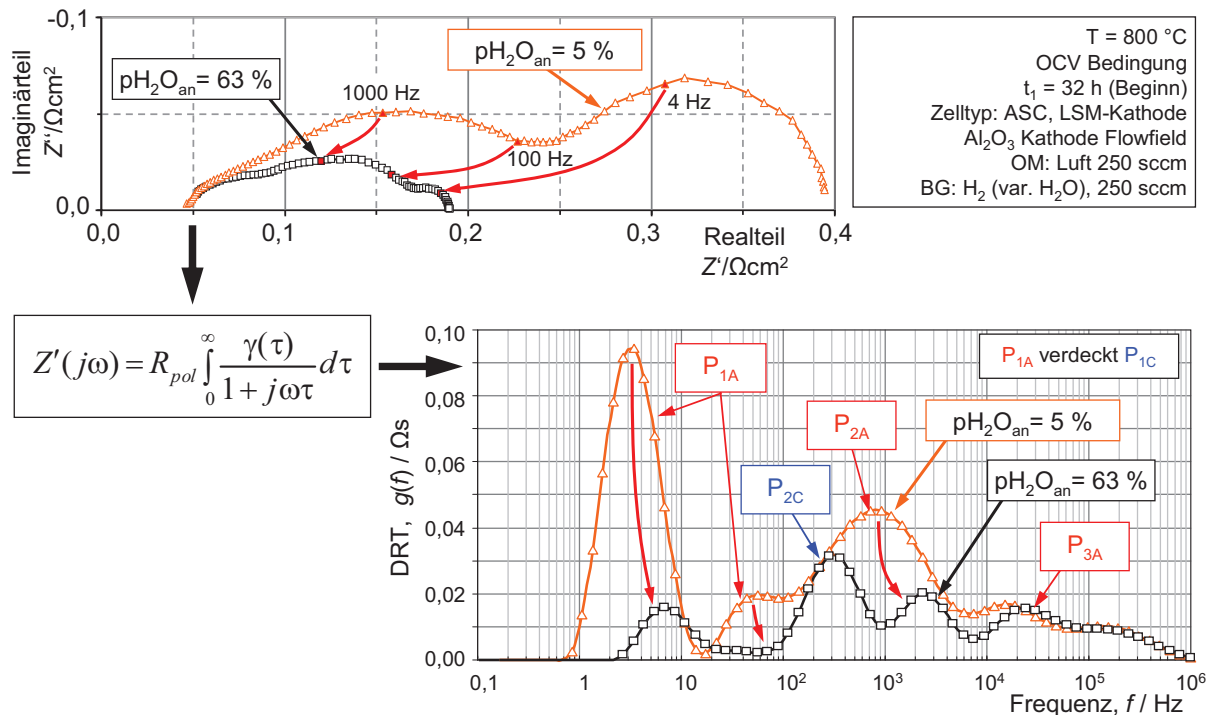 -0,1
Imaginärteil
Z'/Ωcm²
0,0
pH₂Oₐₙ= 63 %
pH₂Oₐₙ= 5 %
1000 Hz
100 Hz
4 Hz
0,0
0,1
0,2
0,3
0,4
Realteil
Z'/Ωcm²
T = 800 °C
OCV Bedingung
t₁ = 32 h (Beginn)
Zelltyp: ASC, LSM-Kathode
Al₂O₃ Kathode Flowfield
OM: Luft 250 sccm
BG: H₂ (var. H₂O), 250 sccm
Z'(jω) = R_pol ∫₀^∞ γ(τ)/(1 + jωτ) dτ
DRT, g(f) / Ωs
0,10
0,08
0,06
0,04
0,02
0,00
P₁A
P₂C
P₂A
pH₂Oₐₙ= 5 %
pH₂Oₐₙ= 63 %
P₃A
P₁A verdeckt P₁C
0,1
1
10
10²
10³
10⁴
10⁵
10⁶
Frequenz, f / Hz